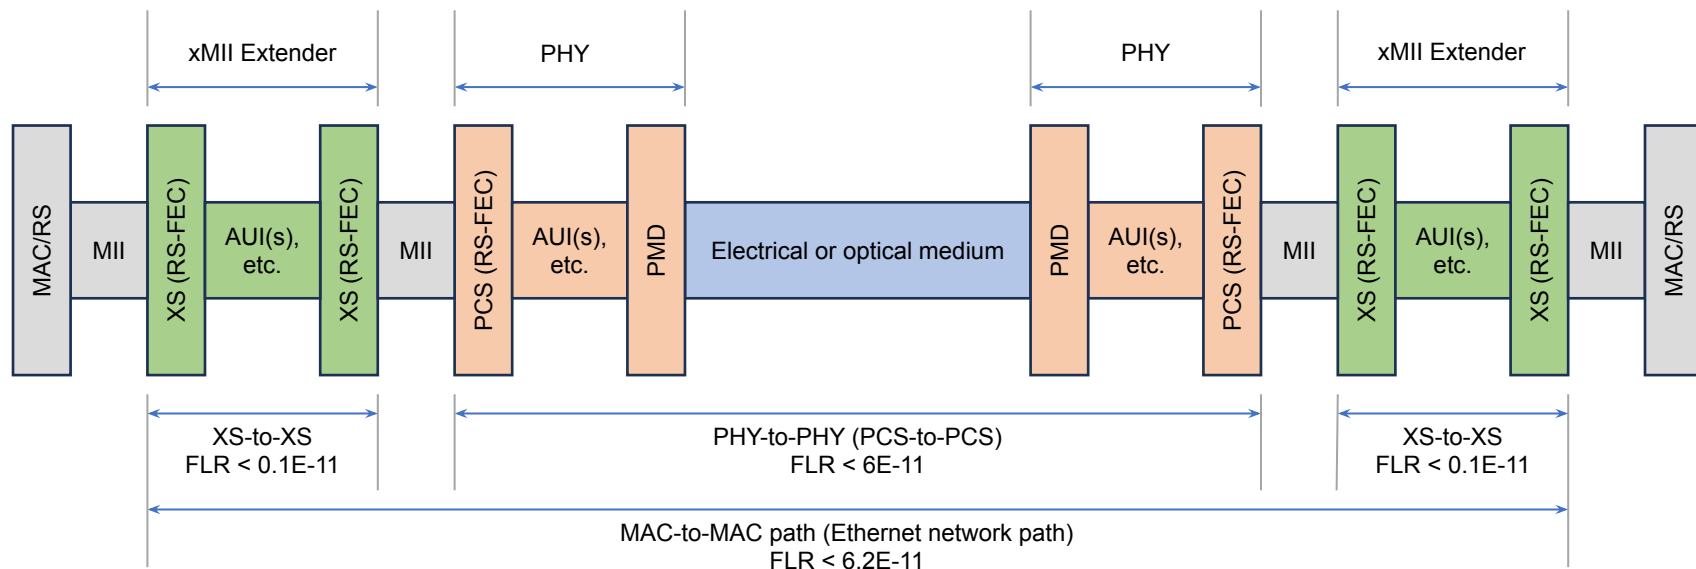 xMII Extender
PHY
PHY
xMII Extender
MAC/RS
MII
XS (RS-FEC)
AUI(s),
etc.
XS (RS-FEC)
MII
PCS (RS-FEC)
AUI(s),
etc.
PMD
Electrical or optical medium
PMD
AUI(s),
etc.
PCS (RS-FEC)
MII
XS (RS-FEC)
AUI(s),
etc.
XS (RS-FEC)
MII
MAC/RS
XS-to-XS
FLR < 0.1E-11
PHY-to-PHY (PCS-to-PCS)
FLR < 6E-11
XS-to-XS
FLR < 0.1E-11
MAC-to-MAC path (Ethernet network path)
FLR < 6.2E-11